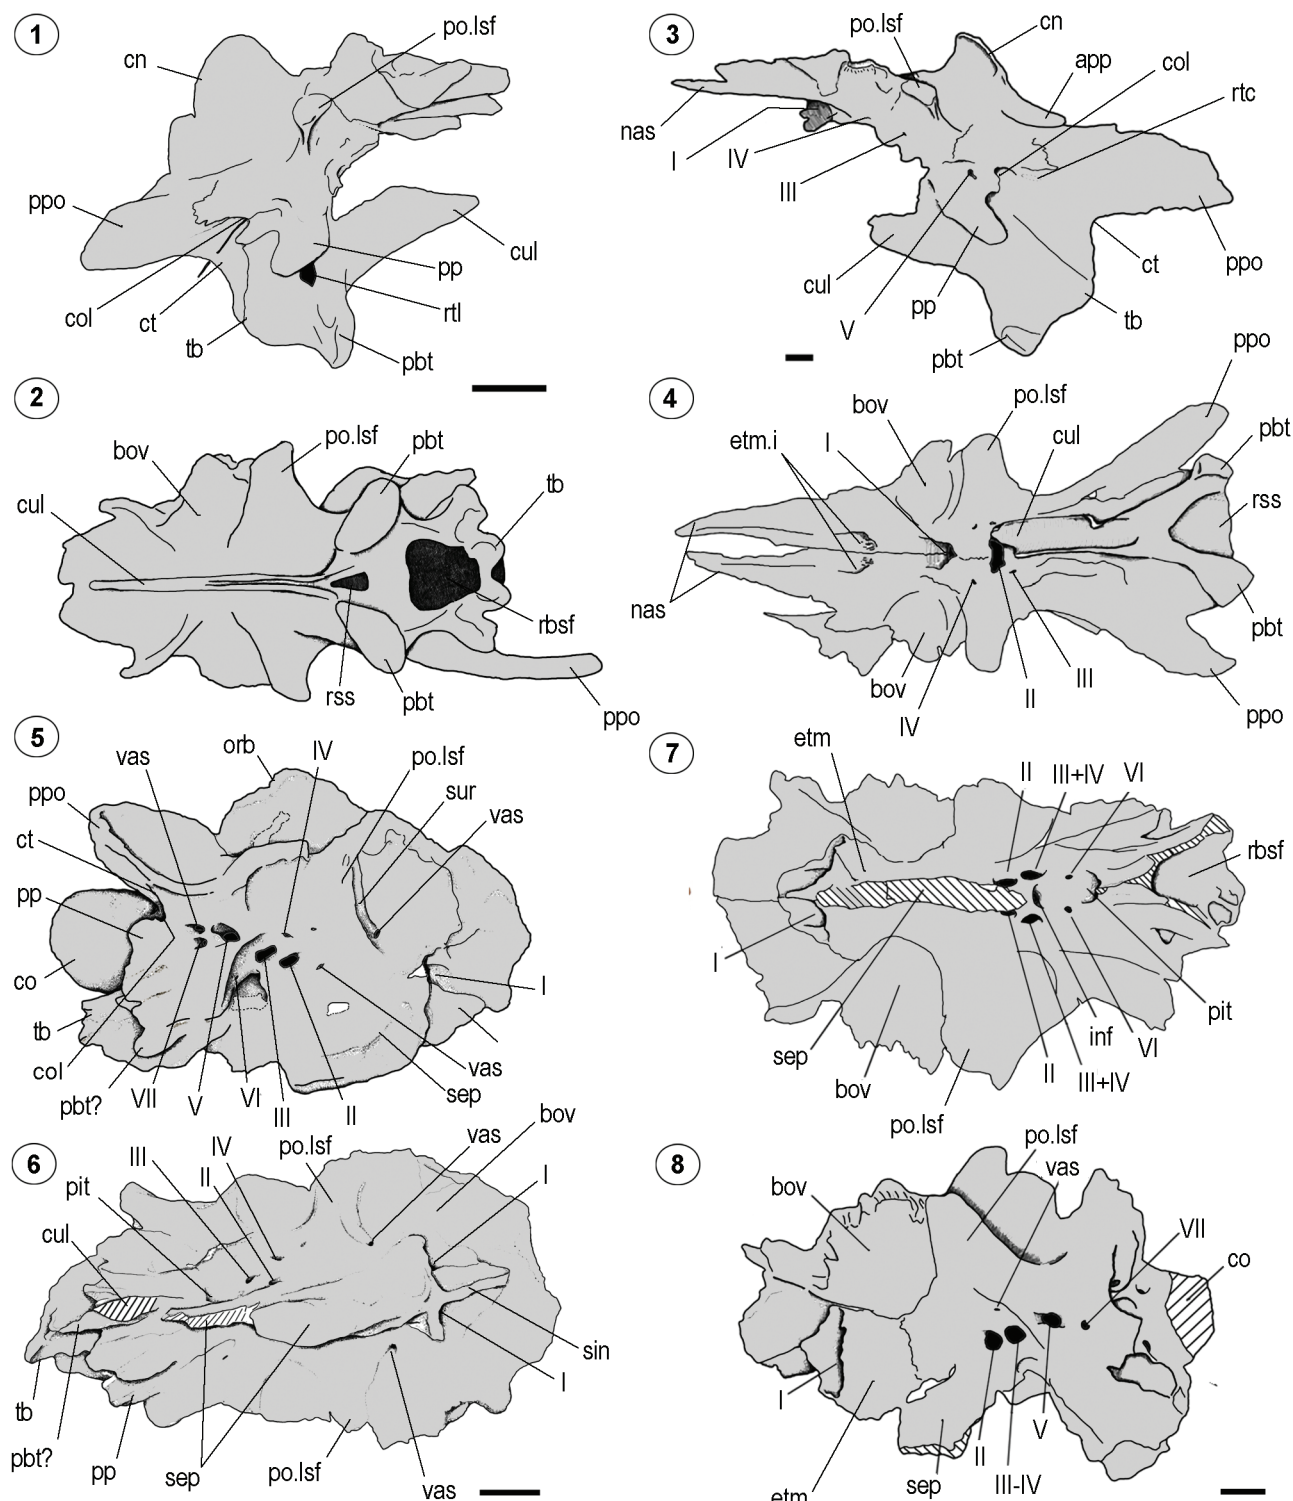 1
cn
po.lsf
ppo
cul
pp
rtl
col
ct
tb
pbt
3
po.lsf
cn
app
col
rtc
nas
I
IV
III
cul
V
pp
pbt
tb
ct
ppo
2
bov
po.lsf
pbt
tb
cul
rbsf
rss
pbt
ppo
4
ppo
bov
po.lsf
cul
pbt
etm.i
I
rss
nas
bov
IV
II
III
pbt
ppo
5
vas
orb
IV
po.lsf
sur
vas
ppo
ct
pp
co
tb
col
pbt?
VII
V
VI
III
II
sep
vas
I
7
etm
II
III+IV
VI
rbsf
I
sep
bov
po.lsf
II
III+IV
inf
VI
pit
6
III
IV
II
po.lsf
vas
bov
I
pit
cul
tb
pbt?
pp
sep
po.lsf
vas
I
sin
8
bov
po.lsf
vas
VII
co
I
etm
sep
II
III-IV
V